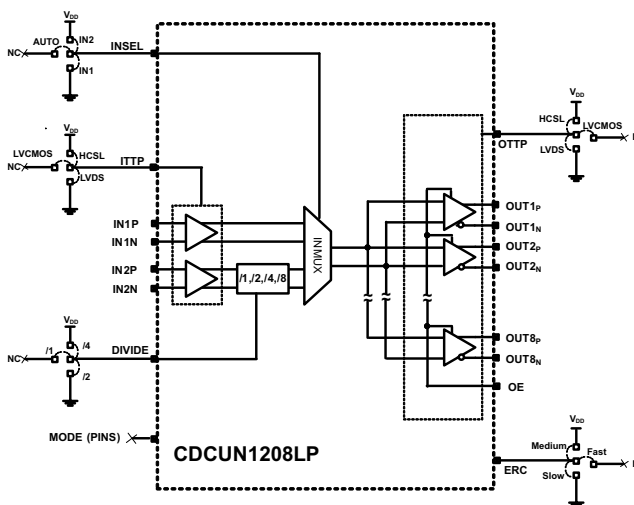 VDD
AUTO
IN2
NC
IN1
INSEL
VDD
LVCMOS
HCSL
NC
LVDS
ITTP
IN1P
IN1N
IN2P
IN2N
/1,/2,/4,/8
INMUX
VDD
/1
/4
NC
/2
DIVIDE
MODE (PINS)
CDCUN1208LP
VDD
HCSL
LVCMOS
OTTP
LVDS
OUT1P
OUT1N
OUT2P
OUT2N
OUT8P
OUT8N
OE
VDD
Medium
Fast
ERC
Slow